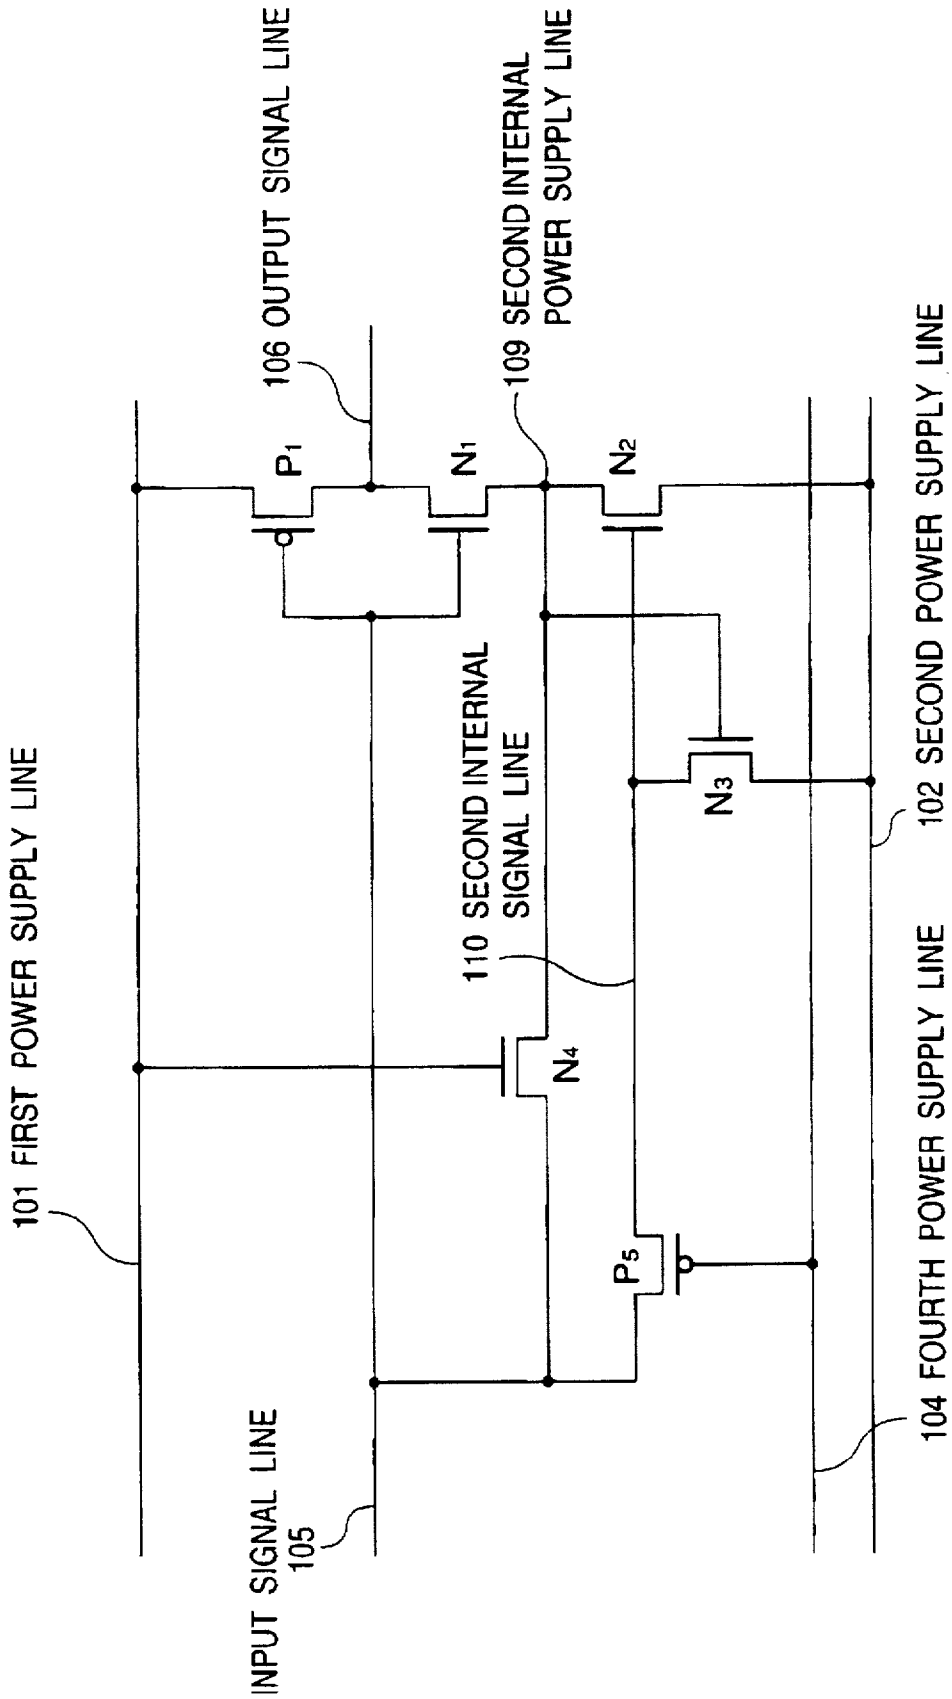 101 FIRST POWER SUPPLY LINE
INPUT SIGNAL LINE
105
106 OUTPUT SIGNAL LINE
P1
N1
109 SECOND INTERNAL
POWER SUPPLY LINE
N2
110 SECOND INTERNAL
SIGNAL LINE
N3
N4
P5
104 FOURTH POWER SUPPLY LINE
102 SECOND POWER SUPPLY LINE